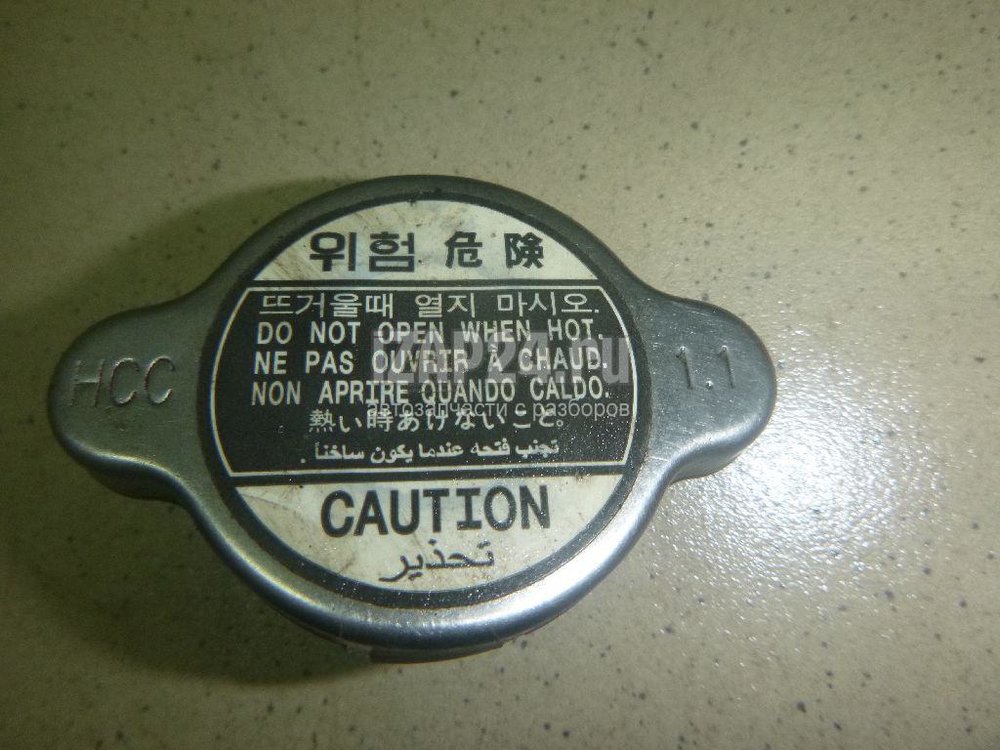 위험 危険
뜨거울때 열지 마시오.
DO NOT OPEN WHEN HOT.
NE PAS OUVRIR À CHAUD.
NON APRIRE QUANDO CALDO.
熱い時あけないこと。
تجنب فتحه عندما يكون ساخناً .
CAUTION
تحذير
HCC
1.1
автозапчасти с разборов